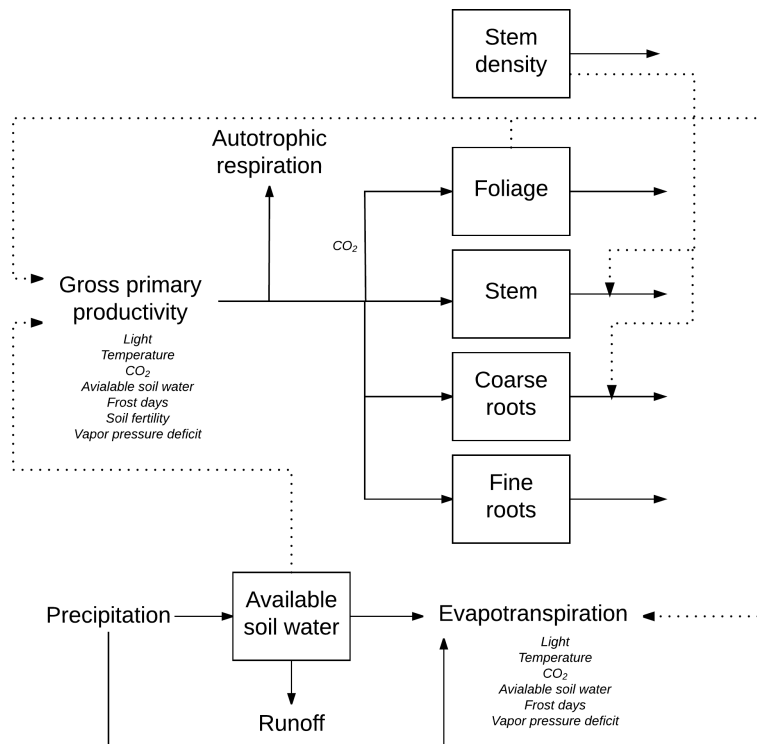 Stem
density
Autotrophic
respiration
Foliage
CO₂
Gross primary
productivity
Light
Temperature
CO₂
Avialable soil water
Frost days
Soil fertility
Vapor pressure deficit
Stem
Coarse
roots
Fine
roots
Precipitation
Available
soil water
Evapotranspiration
Light
Temperature
CO₂
Avialable soil water
Frost days
Vapor pressure deficit
Runoff